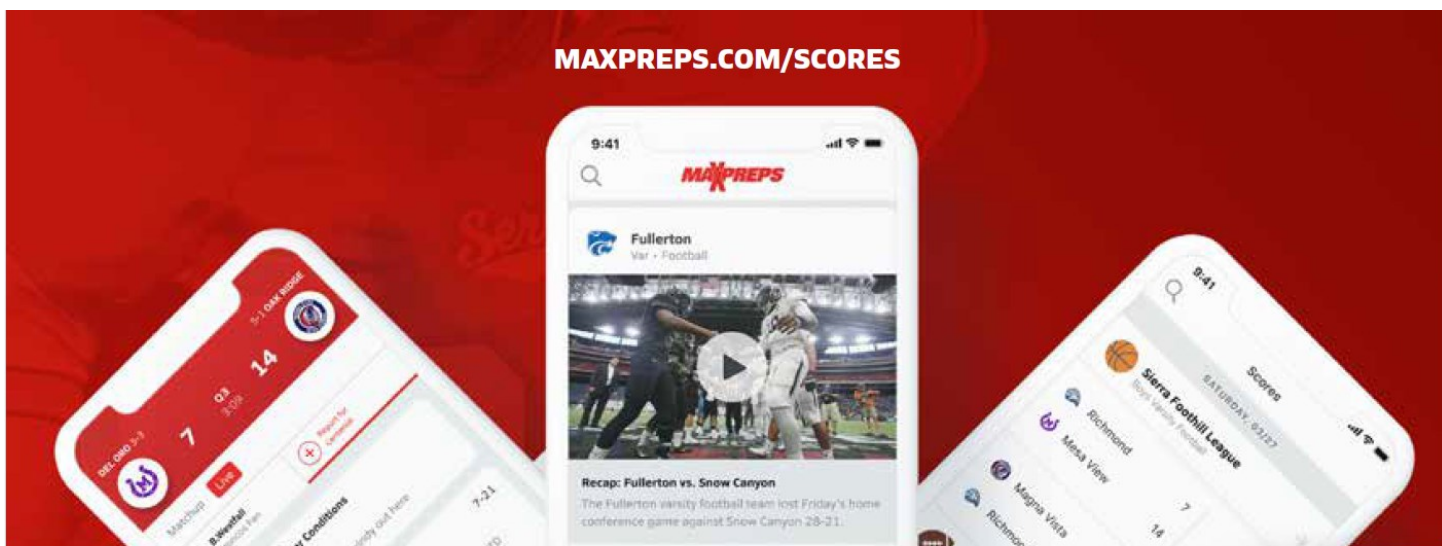 MAXPREPS.COM/SCORES
DEL ORO 3-3
7
Q3
3:09
14
5-1 OAK RIDGE
Matchup
Live
Report for
B.Westfall
Conditions
7-21
9:41
MAXPREPS
Fullerton
Var • Football
Recap: Fullerton vs. Snow Canyon
The Fullerton varsity football team lost Friday's home
conference game against Snow Canyon 28-21.
9:41
Scores
SATURDAY, 03/27
Sierra Foothill League
Boys Varsity Football
Richmond
Mesa View
7
Magna Vista
14